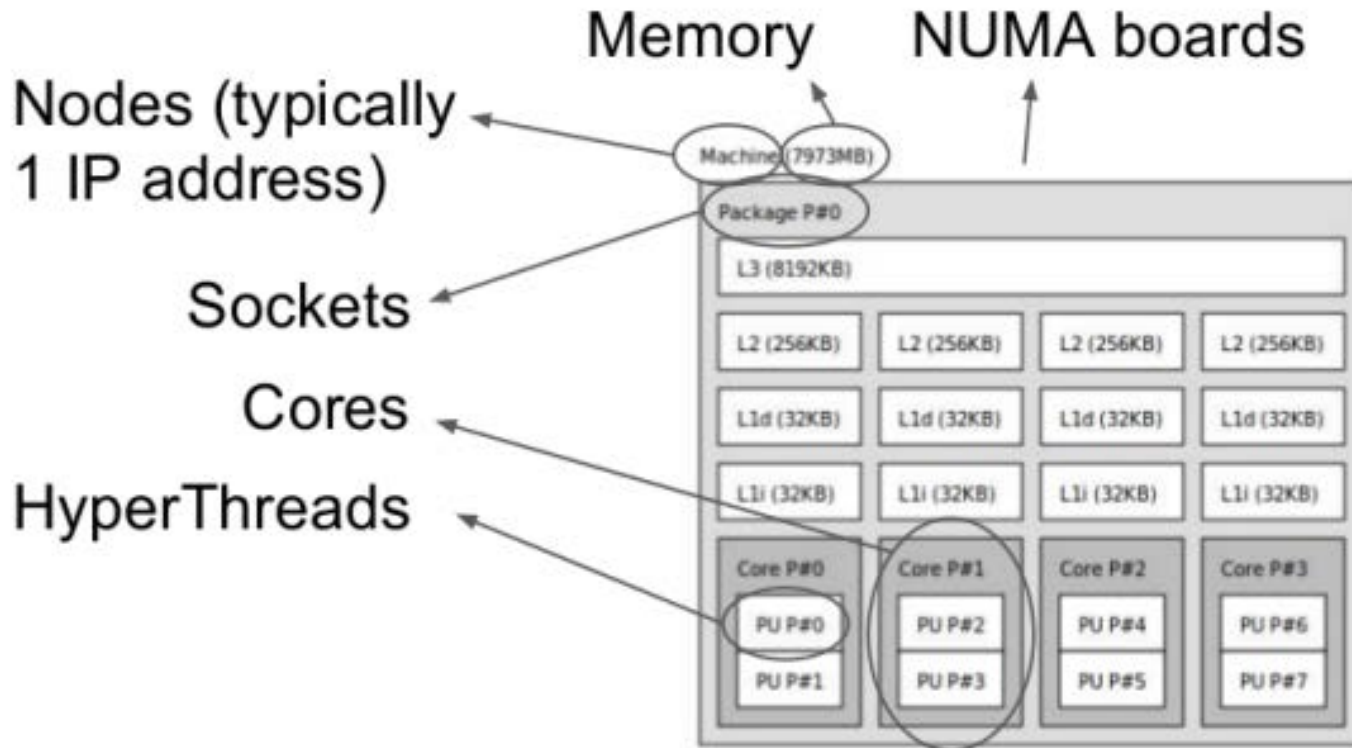 Memory NUMA boards
Nodes (typically
1 IP address)
Machine (7973MB)
Package P#0
Sockets
L3 (8192KB)
L2 (256KB) L2 (256KB) L2 (256KB) L2 (256KB)
Cores
L1d (32KB) L1d (32KB) L1d (32KB) L1d (32KB)
HyperThreads
L1i (32KB) L1i (32KB) L1i (32KB) L1i (32KB)
Core P#0 Core P#1 Core P#2 Core P#3
PU P#0 PU P#2 PU P#4 PU P#6
PU P#1 PU P#3 PU P#5 PU P#7